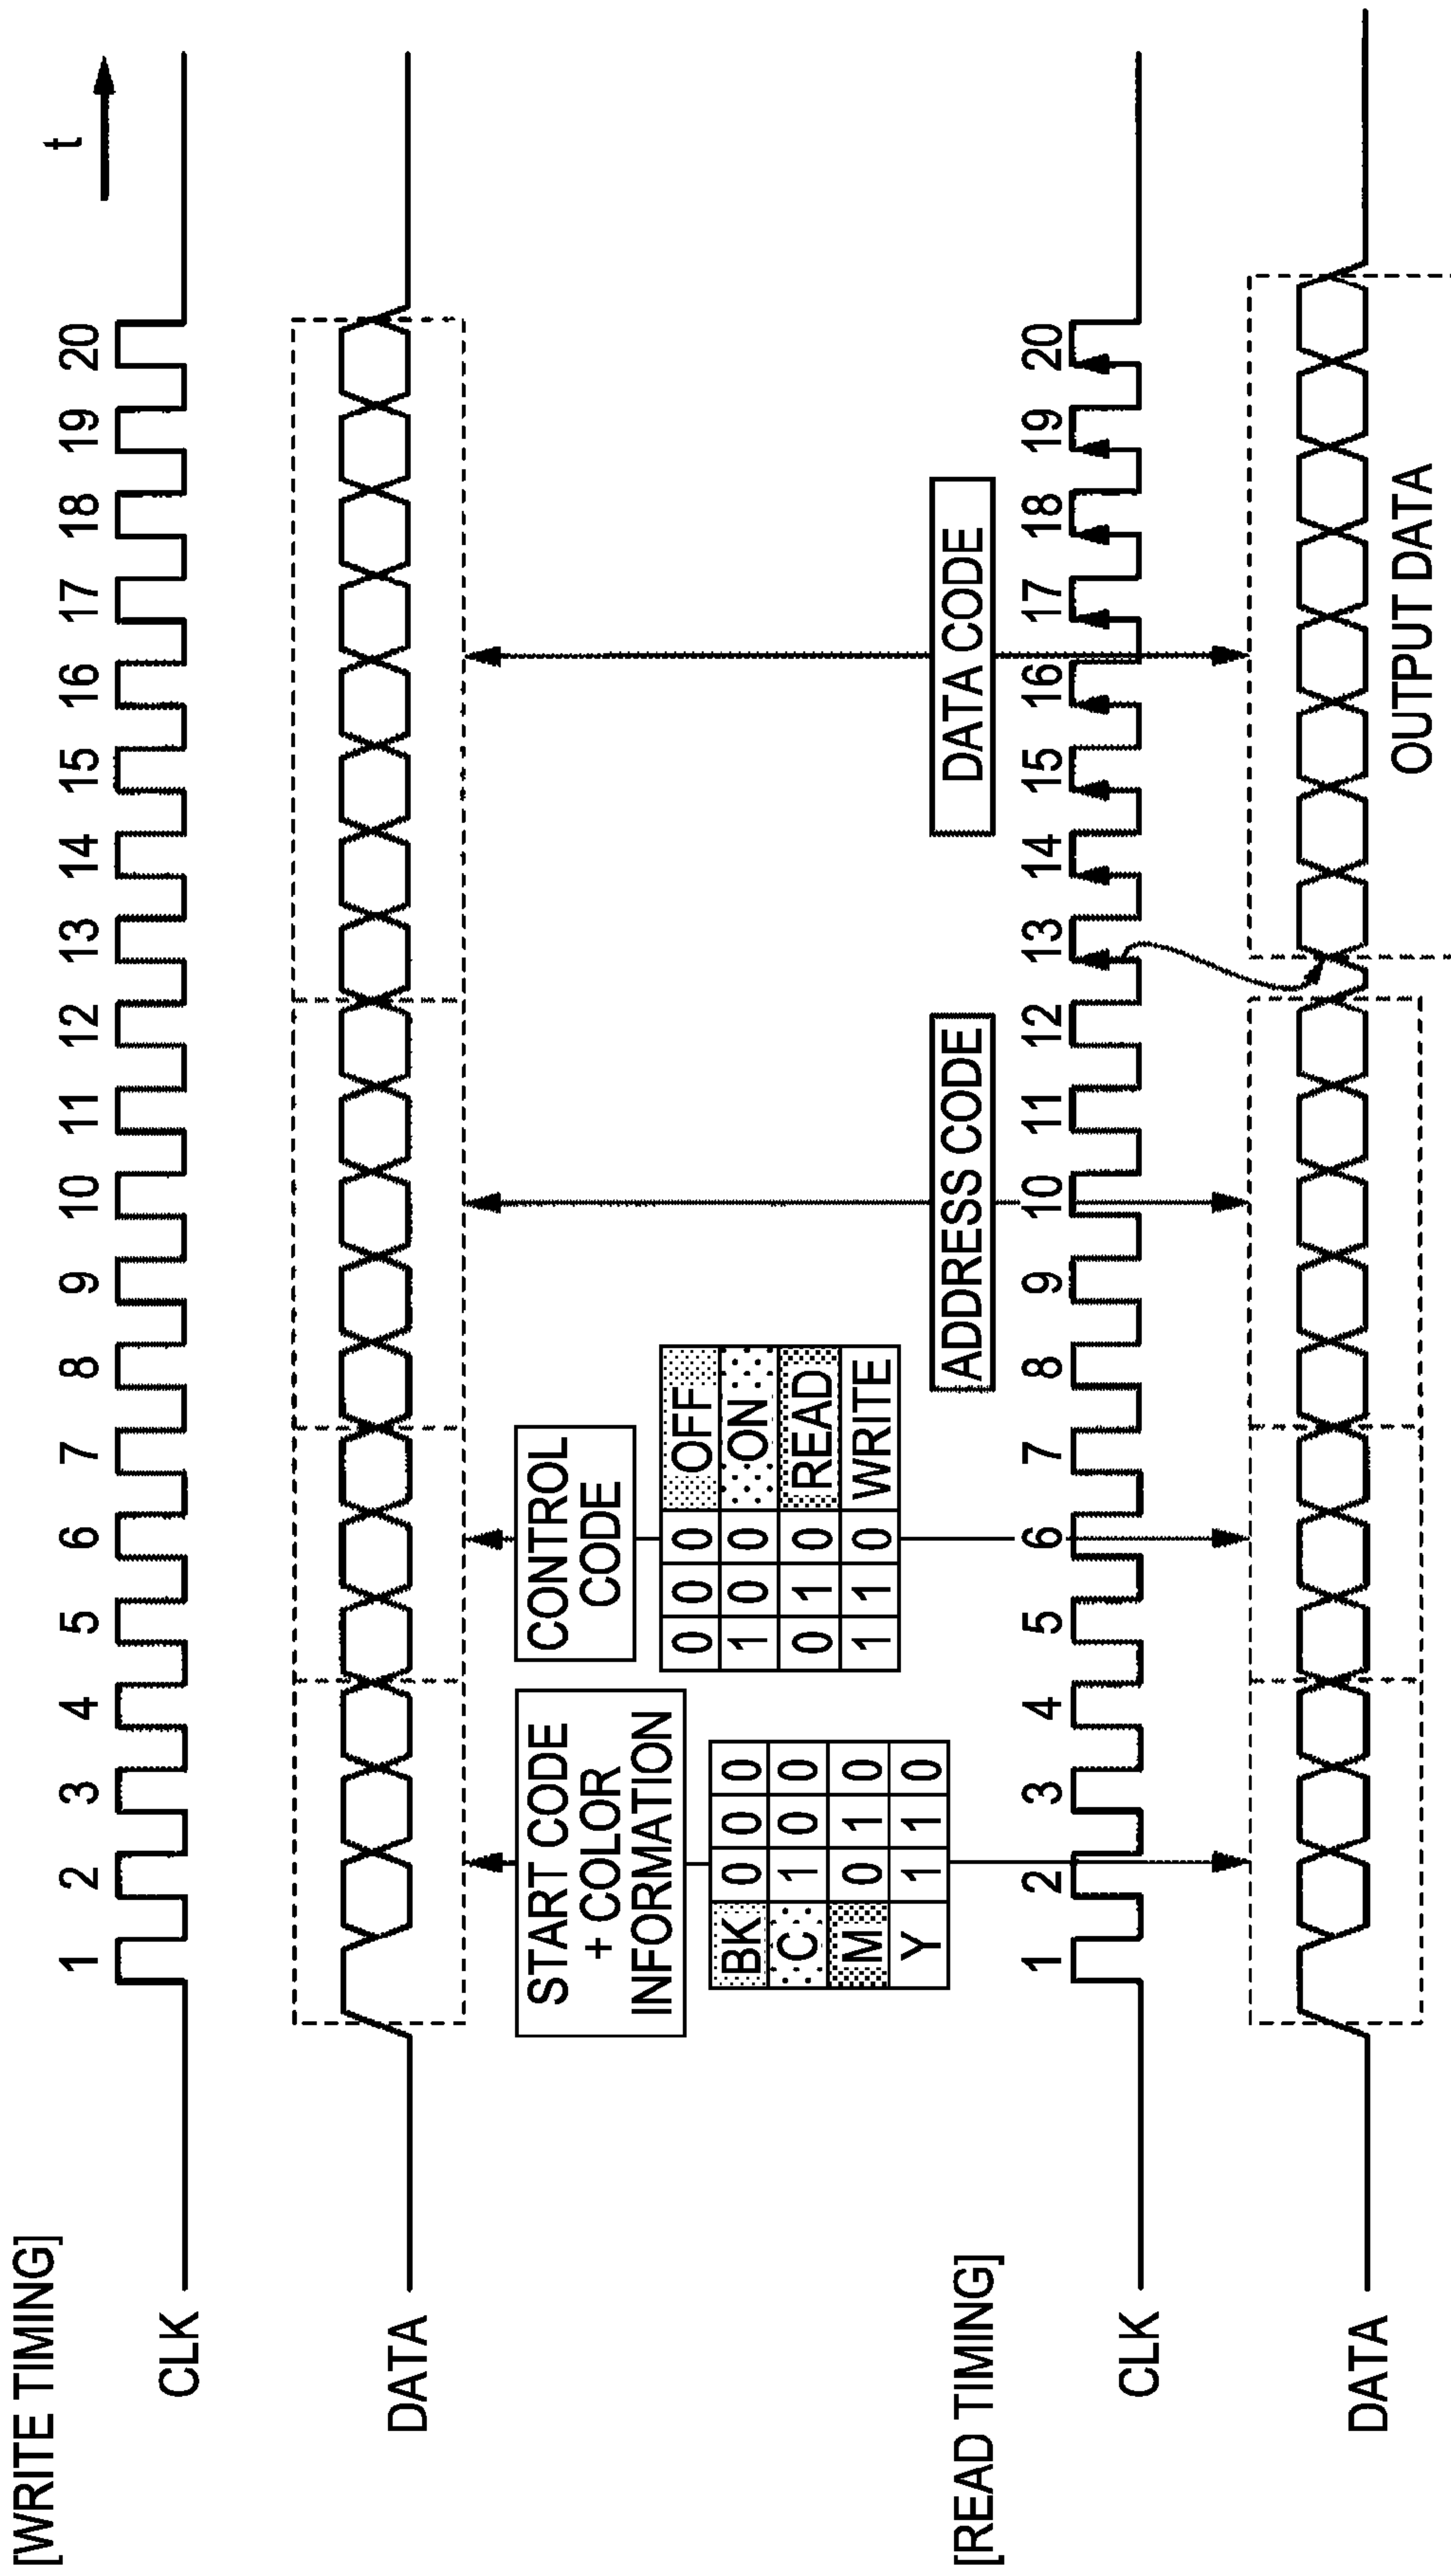 [WRITE TIMING]
t
1 2 3 4 5 6 7 8 9 10 11 12 13 14 15 16 17 18 19 20
CLK
DATA
START CODE
+ COLOR
INFORMATION
BK 0 0 0
C 1 0 0
M 0 1 0
Y 1 1 0
CONTROL
CODE
0 0 0 OFF
1 0 0 ON
0 1 0 READ
1 1 0 WRITE
ADDRESS CODE
DATA CODE
[READ TIMING]
1 2 3 4 5 6 7 8 9 10 11 12 13 14 15 16 17 18 19 20
CLK
DATA
OUTPUT DATA